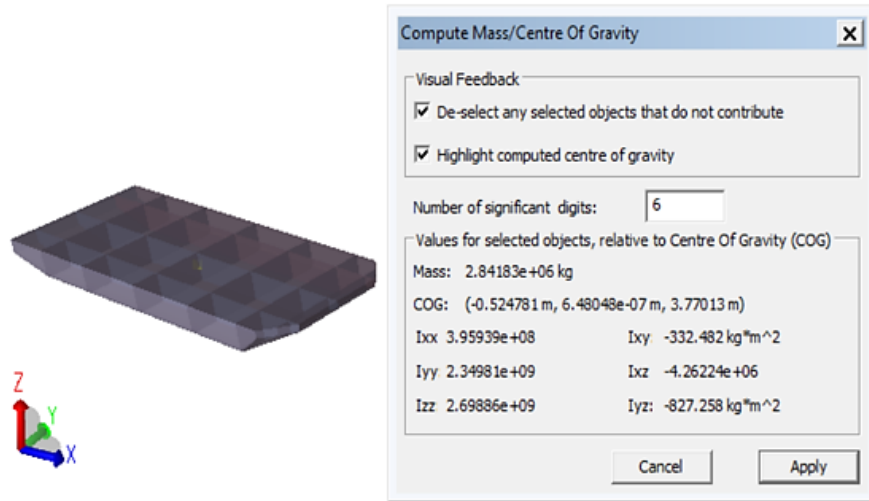 Compute Mass/Centre Of Gravity
Visual Feedback
De-select any selected objects that do not contribute
Highlight computed centre of gravity
Number of significant digits: 6
Values for selected objects, relative to Centre Of Gravity (COG)
Mass: 2.84183e+06 kg
COG: (-0.524781 m, 6.48048e-07 m, 3.77013 m)
Ixx 3.95939e+08 Ixy -332.482 kg*m^2
Iyy 2.34981e+09 Ixz -4.26224e+06
Izz 2.69886e+09 Iyz: -827.258 kg*m^2
Cancel Apply
Z
Y
X